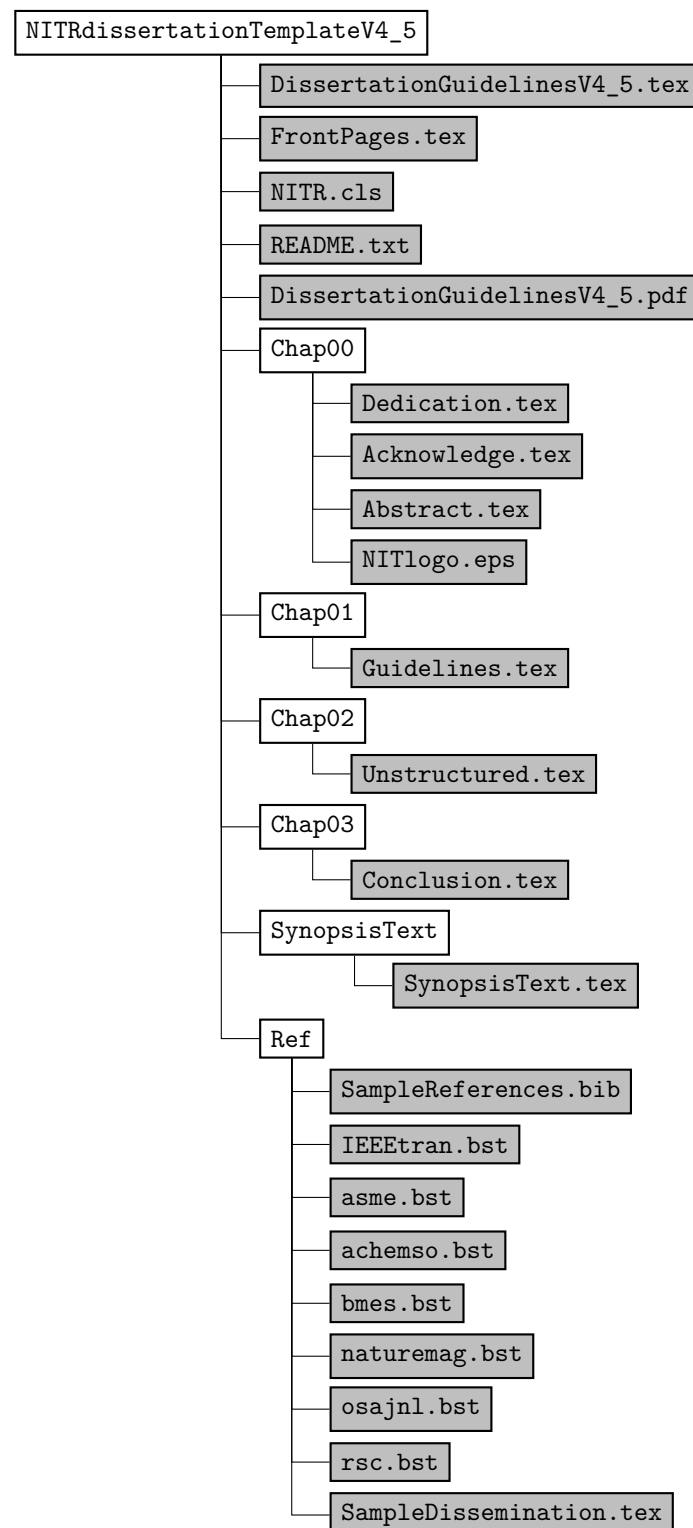 NITRdissertationTemplateV4_5
DissertationGuidelinesV4_5.tex
FrontPages.tex
NITR.cls
README.txt
DissertationGuidelinesV4_5.pdf
Chap00
Dedication.tex
Acknowledge.tex
Abstract.tex
NITlogo.eps
Chap01
Guidelines.tex
Chap02
Unstructured.tex
Chap03
Conclusion.tex
SynopsisText
SynopsisText.tex
Ref
SampleReferences.bib
IEEEtran.bst
asme.bst
achemso.bst
bmes.bst
naturemag.bst
osajnl.bst
rsc.bst
SampleDissemination.tex